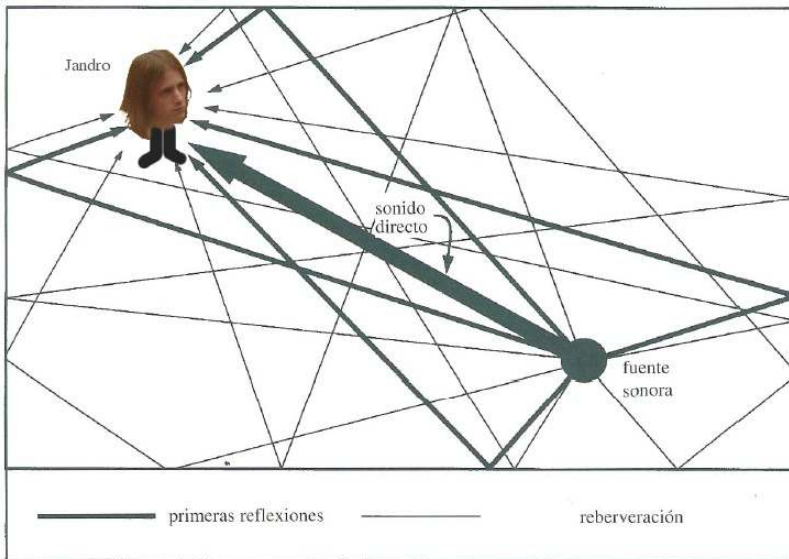 Jandro
sonido
directo
fuente
sonora
primeras reflexiones
reberveración